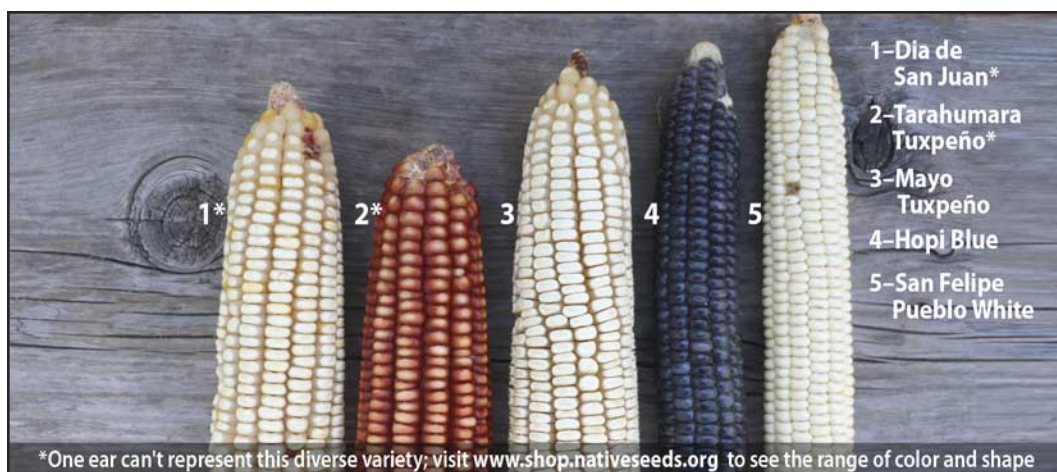 1–Dia de
San Juan*
2–Tarahumara
Tuxpeño*
3–Mayo
Tuxpeño
4–Hopi Blue
5–San Felipe
Pueblo White
1*
2*
3
4
5
*One ear can't represent this diverse variety; visit www.shop.nativeseeds.org to see the range of color and shape